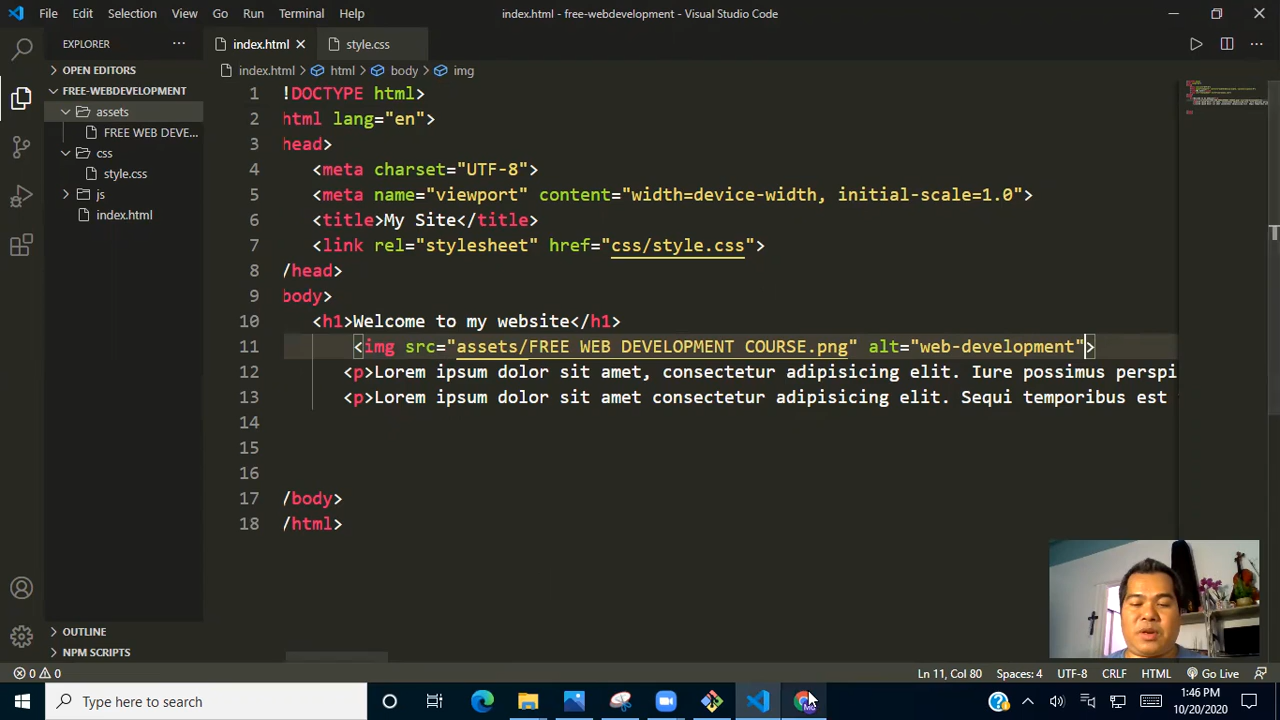 File Edit Selection View Go Run Terminal Help index.html - free-webdevelopment - Visual Studio Code
EXPLORER ... index.html style.css
OPEN EDITORS index.html > html > body > img
FREE-WEBDEVELOPMENT
assets
FREE WEB DEVE...
css
style.css
js
index.html
OUTLINE
NPM SCRIPTS
1 !DOCTYPE html>
2 html lang="en">
3 head>
4 <meta charset="UTF-8">
5 <meta name="viewport" content="width=device-width, initial-scale=1.0">
6 <title>My Site</title>
7 <link rel="stylesheet" href="css/style.css">
8 /head>
9 body>
10 <h1>Welcome to my website</h1>
11 <img src="assets/FREE WEB DEVELOPMENT COURSE.png" alt="web-development">
12 <p>Lorem ipsum dolor sit amet, consectetur adipisicing elit. Iure possimus perspi
13 <p>Lorem ipsum dolor sit amet consectetur adipisicing elit. Sequi temporibus est
14
15
16
17 /body>
18 /html>
0 0 Ln 11, Col 80 Spaces: 4 UTF-8 CRLF HTML Go Live
Type here to search
1:46 PM
10/20/2020